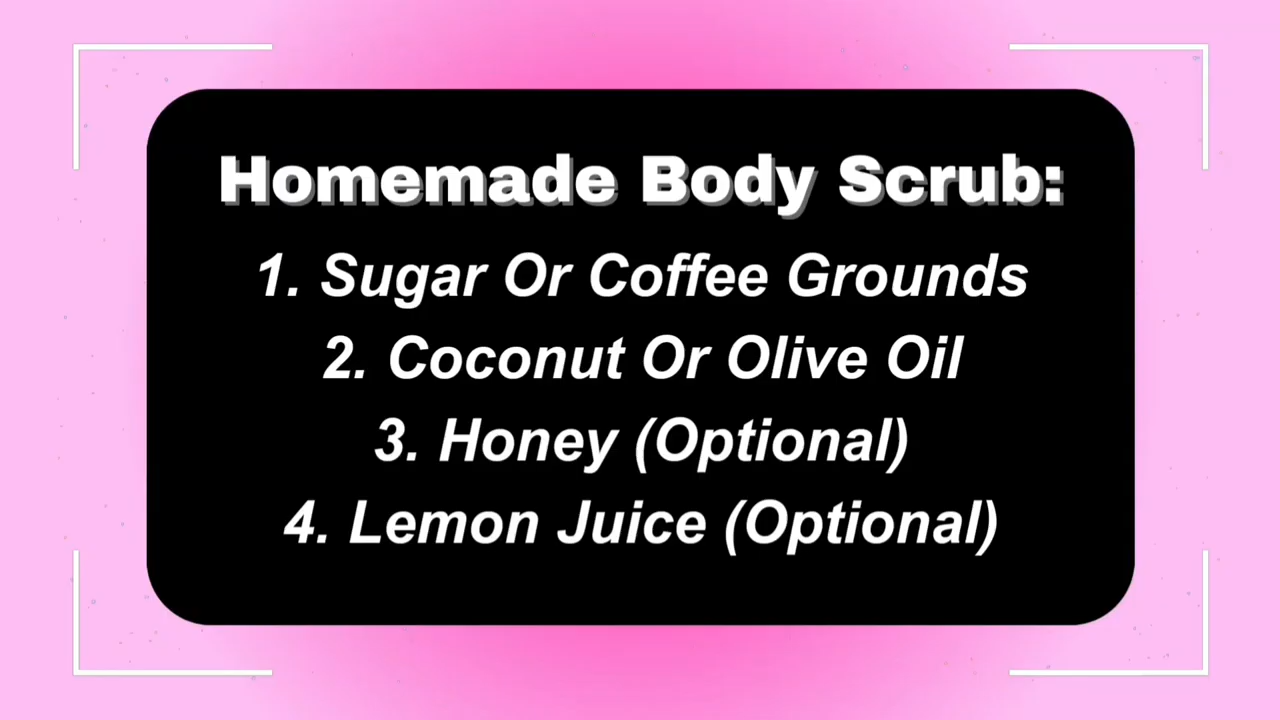 Homemade Body Scrub:
1. Sugar Or Coffee Grounds
2. Coconut Or Olive Oil
3. Honey (Optional)
4. Lemon Juice (Optional)